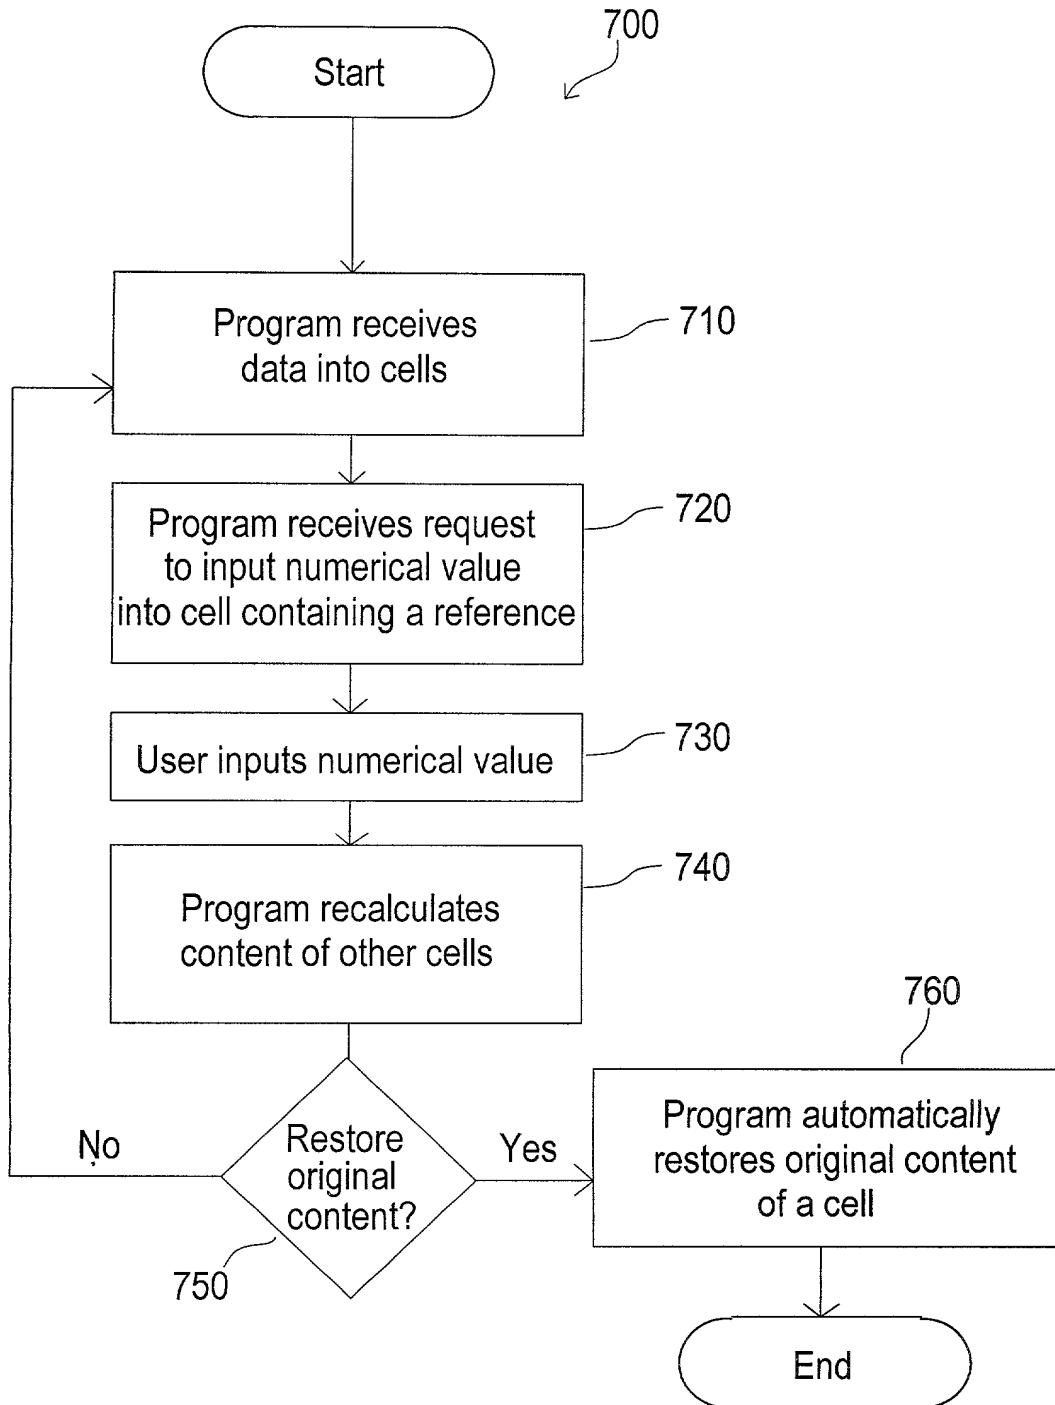 700
Start
Program receives
data into cells
710
Program receives request
to input numerical value
into cell containing a reference
720
User inputs numerical value
730
Program recalculates
content of other cells
740
Restore
original
content?
750
No
Yes
760
Program automatically
restores original content
of a cell
End